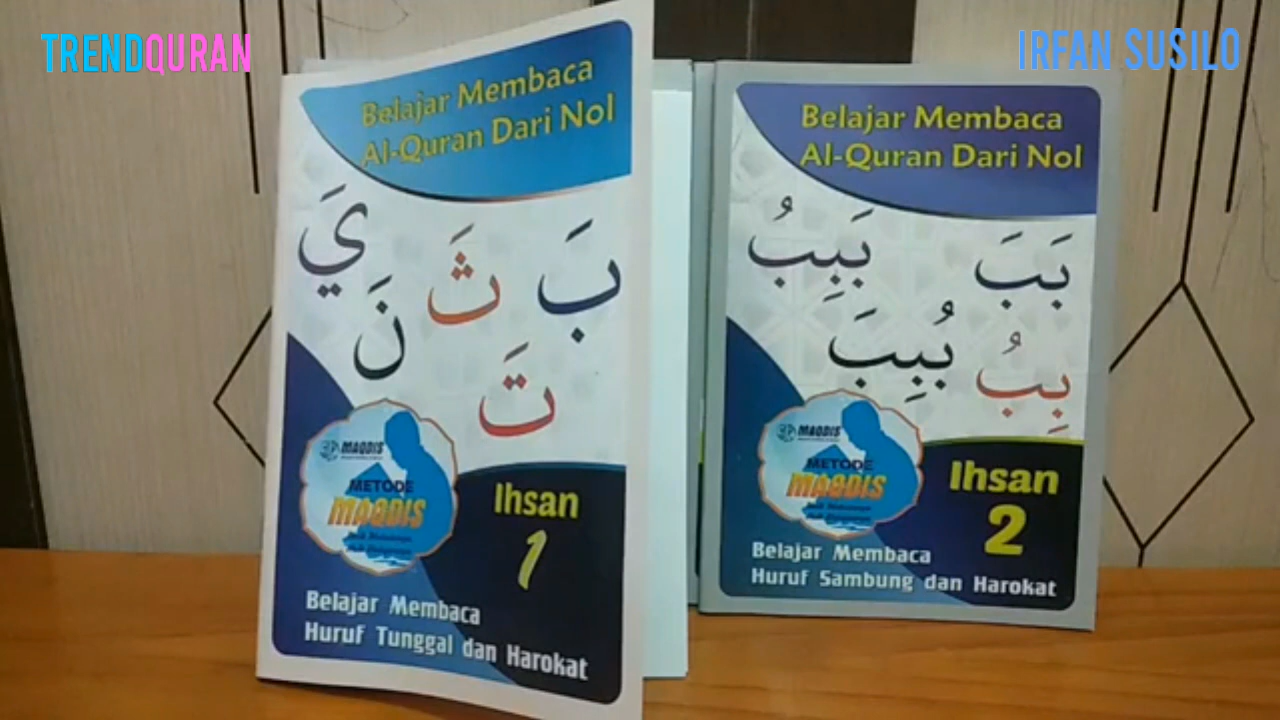 TRENDQURAN
IRFAN SUSILO
Belajar Membaca
Al-Quran Dari Nol
يَ
نَ
ثَ
بَ
تَ
MAQDIS
METODE
MAQDIS
Ihsan
1
Belajar Membaca
Huruf Tunggal dan Harokat
Belajar Membaca
Al-Quran Dari Nol
بَبِبُ
بَبَ
بُبِبَ
بِبُ
MAQDIS
METODE
MAQDIS
Ihsan
2
Belajar Membaca
Huruf Sambung dan Harokat